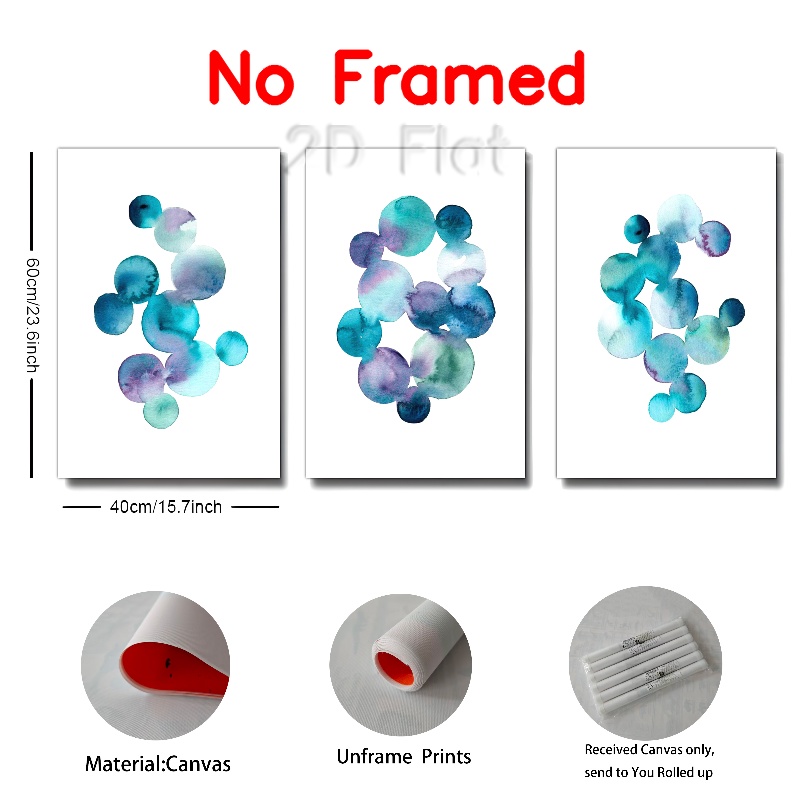 No Framed
2D Flat
60cm/23.6inch
40cm/15.7inch
Material:Canvas
Unframe Prints
Received Canvas only,
send to You Rolled up